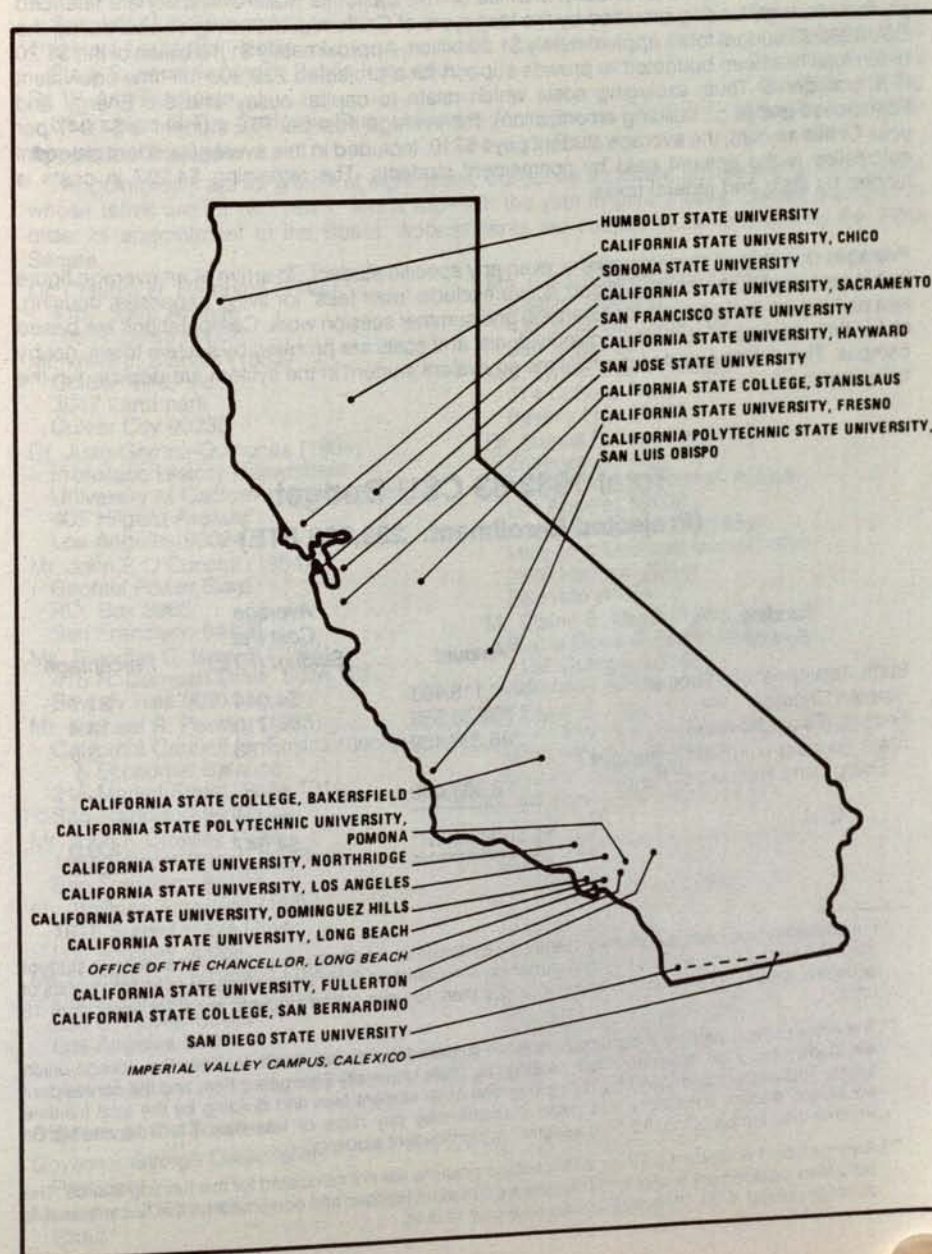 HUMBOLDT STATE UNIVERSITY
CALIFORNIA STATE UNIVERSITY, CHICO
SONOMA STATE UNIVERSITY
CALIFORNIA STATE UNIVERSITY, SACRAMENTO
SAN FRANCISCO STATE UNIVERSITY
CALIFORNIA STATE UNIVERSITY, HAYWARD
SAN JOSE STATE UNIVERSITY
CALIFORNIA STATE COLLEGE, STANISLAUS
CALIFORNIA STATE UNIVERSITY, FRESNO
CALIFORNIA POLYTECHNIC STATE UNIVERSITY,
SAN LUIS OBISPO
CALIFORNIA STATE COLLEGE, BAKERSFIELD
CALIFORNIA STATE POLYTECHNIC UNIVERSITY,
POMONA
CALIFORNIA STATE UNIVERSITY, NORTHRIDGE
CALIFORNIA STATE UNIVERSITY, LOS ANGELES
CALIFORNIA STATE UNIVERSITY, DOMINGUEZ HILLS
CALIFORNIA STATE UNIVERSITY, LONG BEACH
OFFICE OF THE CHANCELLOR, LONG BEACH
CALIFORNIA STATE UNIVERSITY, FULLERTON
CALIFORNIA STATE COLLEGE, SAN BERNARDINO
SAN DIEGO STATE UNIVERSITY
IMPERIAL VALLEY CAMPUS, CALEXICO